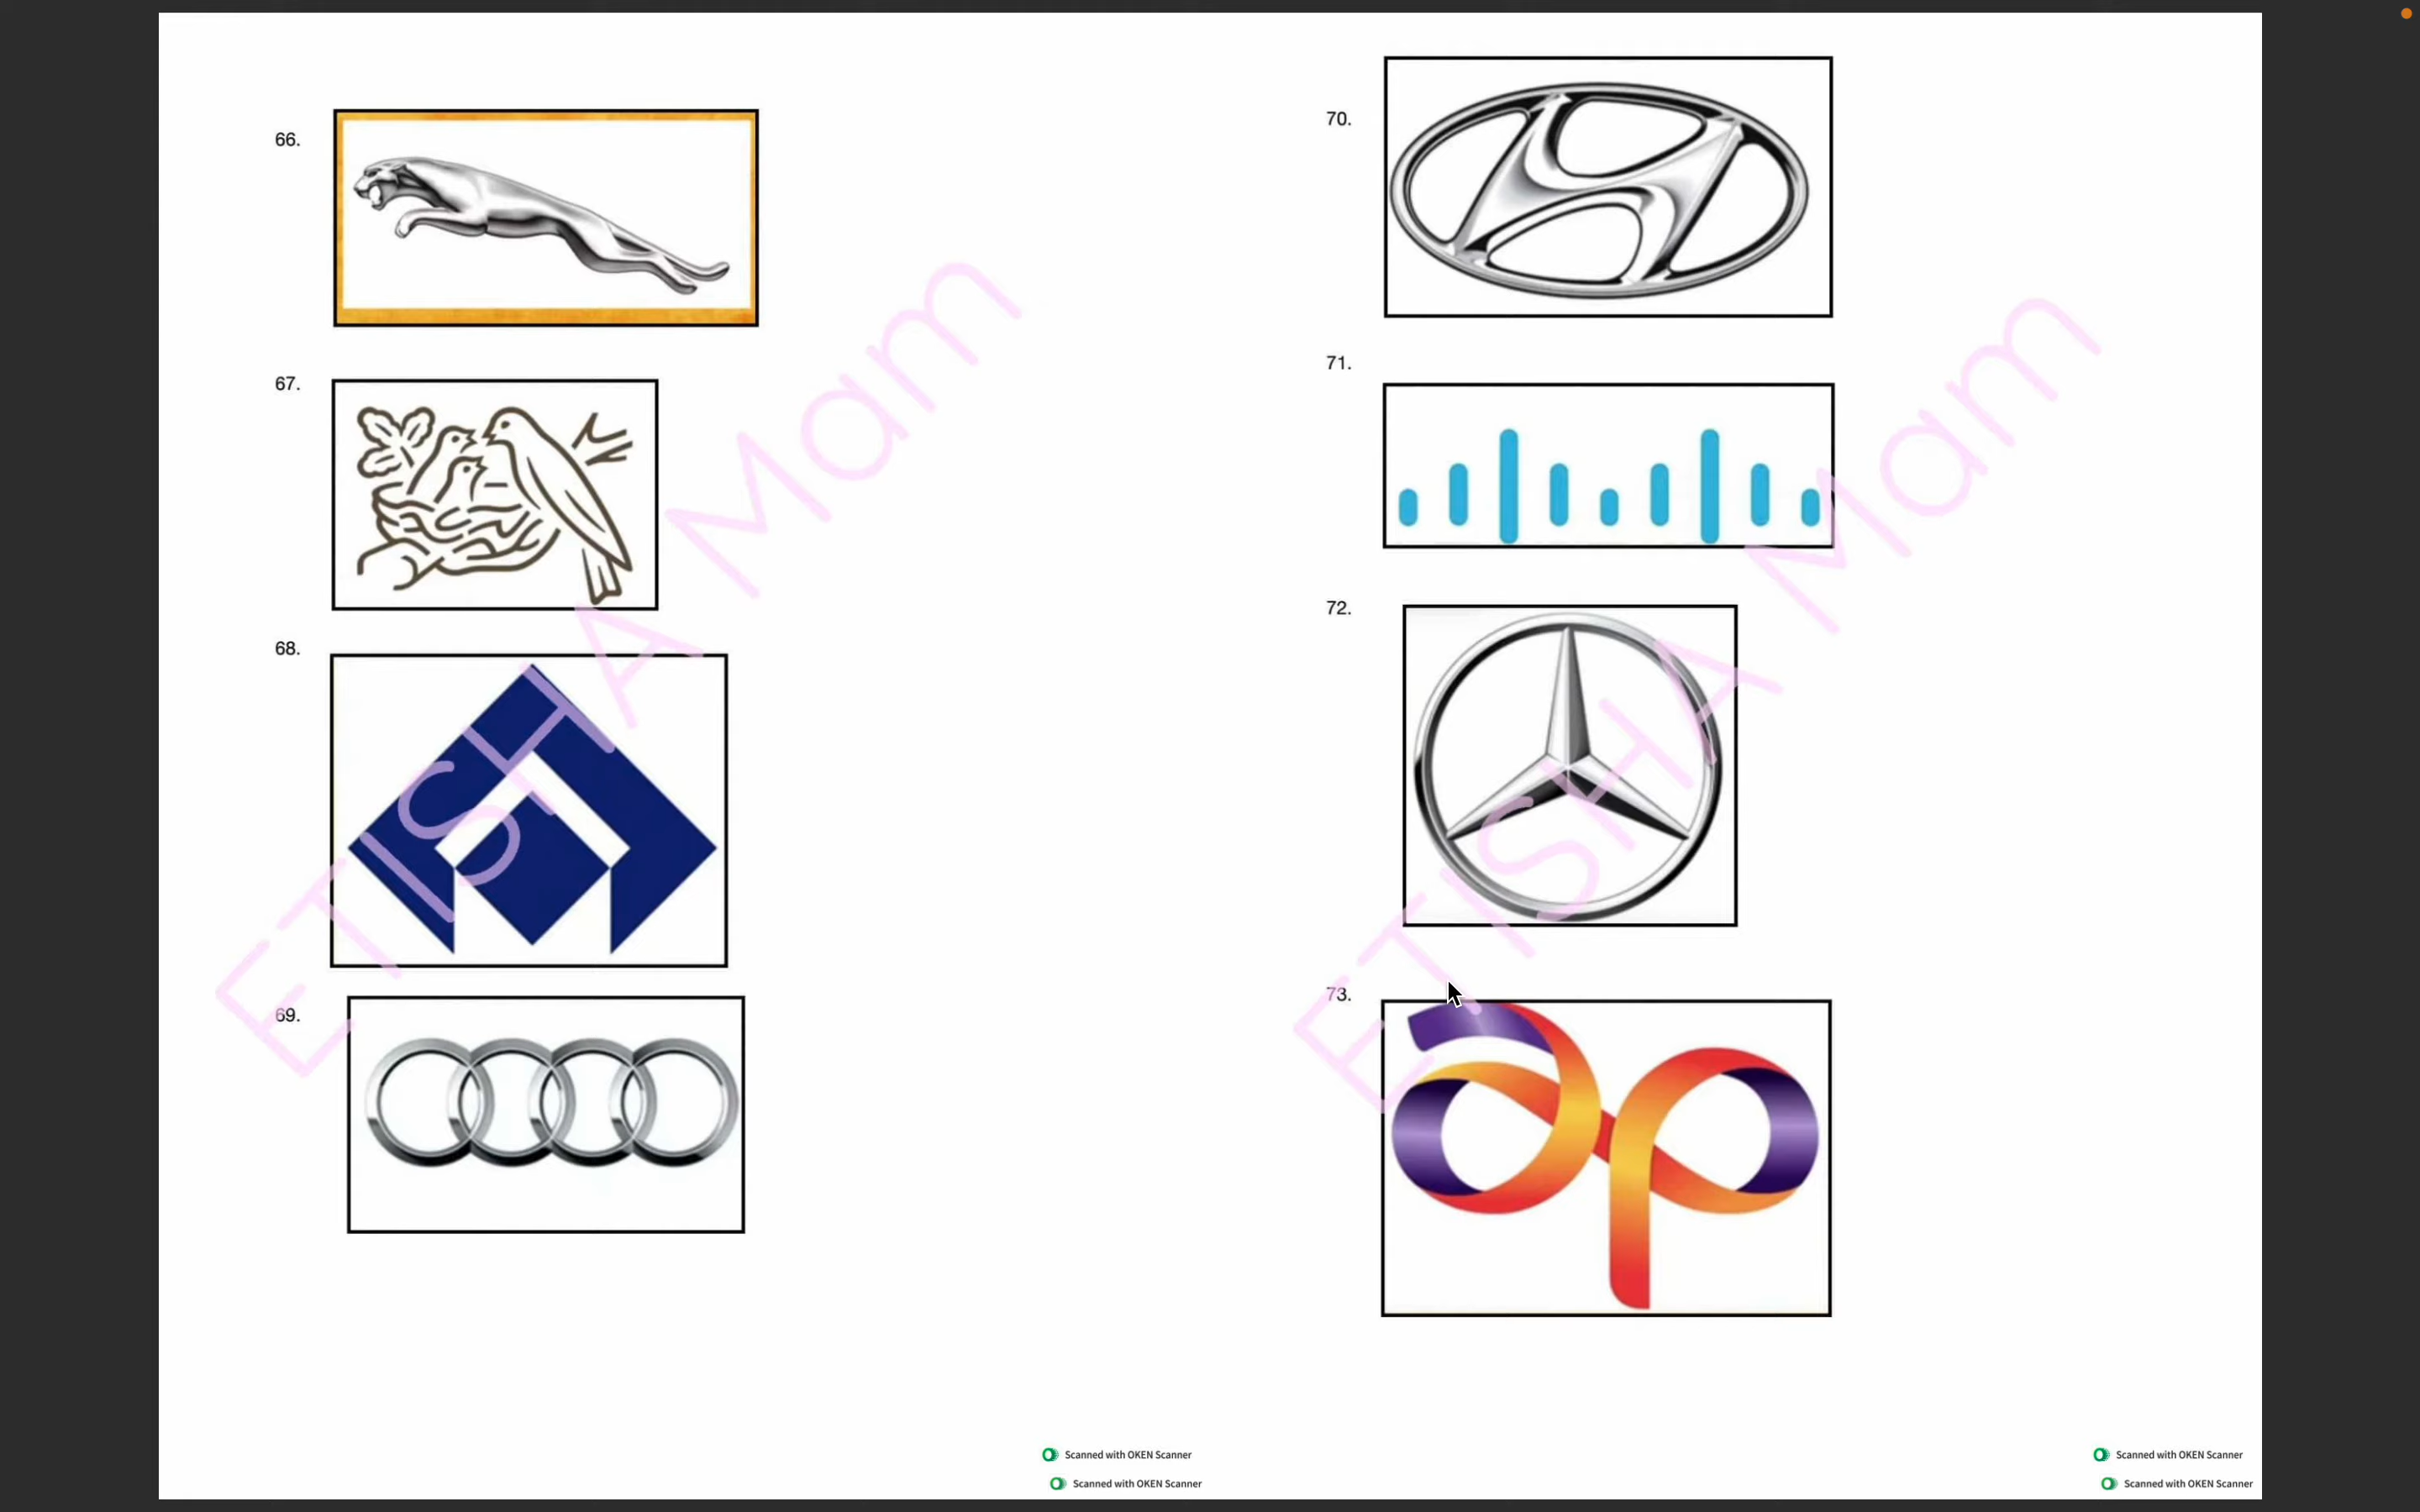 66.
67.
68.
69.
ETISHA Mam
Scanned with OKEN Scanner
Scanned with OKEN Scanner
70.
71.
72.
73.
ETISHA Mam
Scanned with OKEN Scanner
Scanned with OKEN Scanner